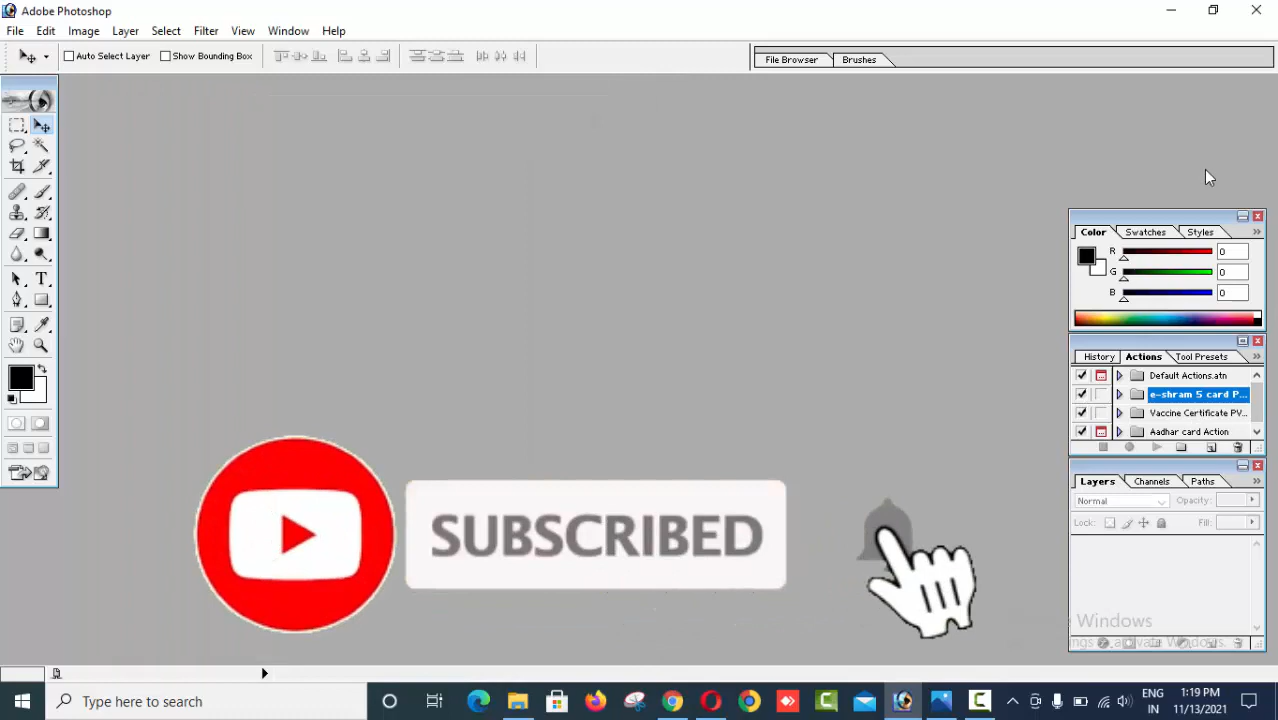 Adobe Photoshop
File Edit Image Layer Select Filter View Window Help
Auto Select Layer Show Bounding Box File Browser Brushes
Color Swatches Styles
R 0
G 0
B 0
History Actions Tool Presets
Default Actions.atn
e-shram 5 card P...
Vaccine Certificate PV...
Aadhar card Action
Layers Channels Paths
Normal Opacity:
Lock: Fill:
SUBSCRIBED
Windows
Type here to search
ENG 1:19 PM
IN 11/13/2021